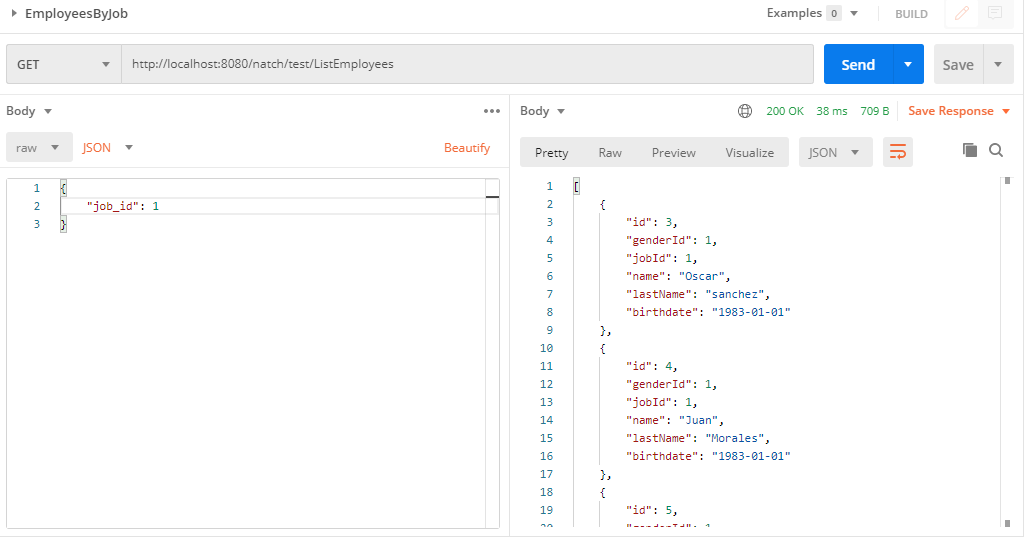 EmployeesByJob
Examples 0
BUILD
GET http://localhost:8080/natch/test/ListEmployees
Send
Save
Body
raw JSON Beautify
1 {
2 "job_id": 1
3 }
Body 200 OK 38 ms 709 B Save Response
Pretty Raw Preview Visualize JSON
1 [
2 {
3 "id": 3,
4 "genderId": 1,
5 "jobId": 1,
6 "name": "Oscar",
7 "lastName": "sanchez",
8 "birthdate": "1983-01-01"
9 },
10 {
11 "id": 4,
12 "genderId": 1,
13 "jobId": 1,
14 "name": "Juan",
15 "lastName": "Morales",
16 "birthdate": "1983-01-01"
17 },
18 {
19 "id": 5,